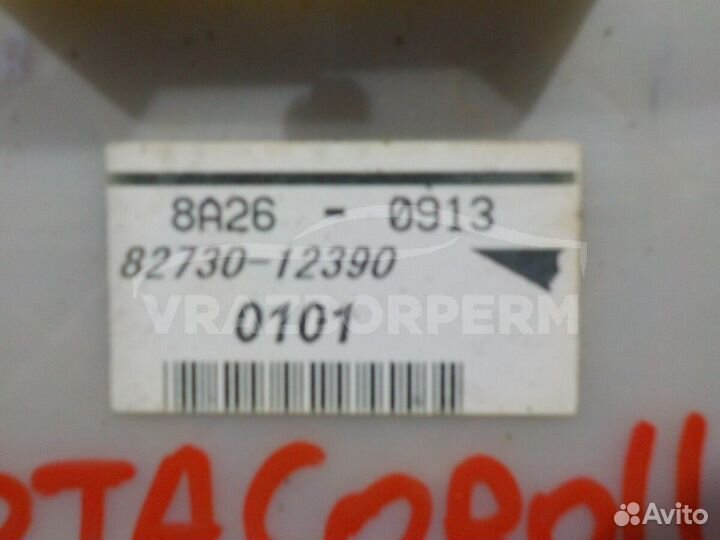 8A26 - 0913
82730-12390
VRAZBORPERM
0101
Avito